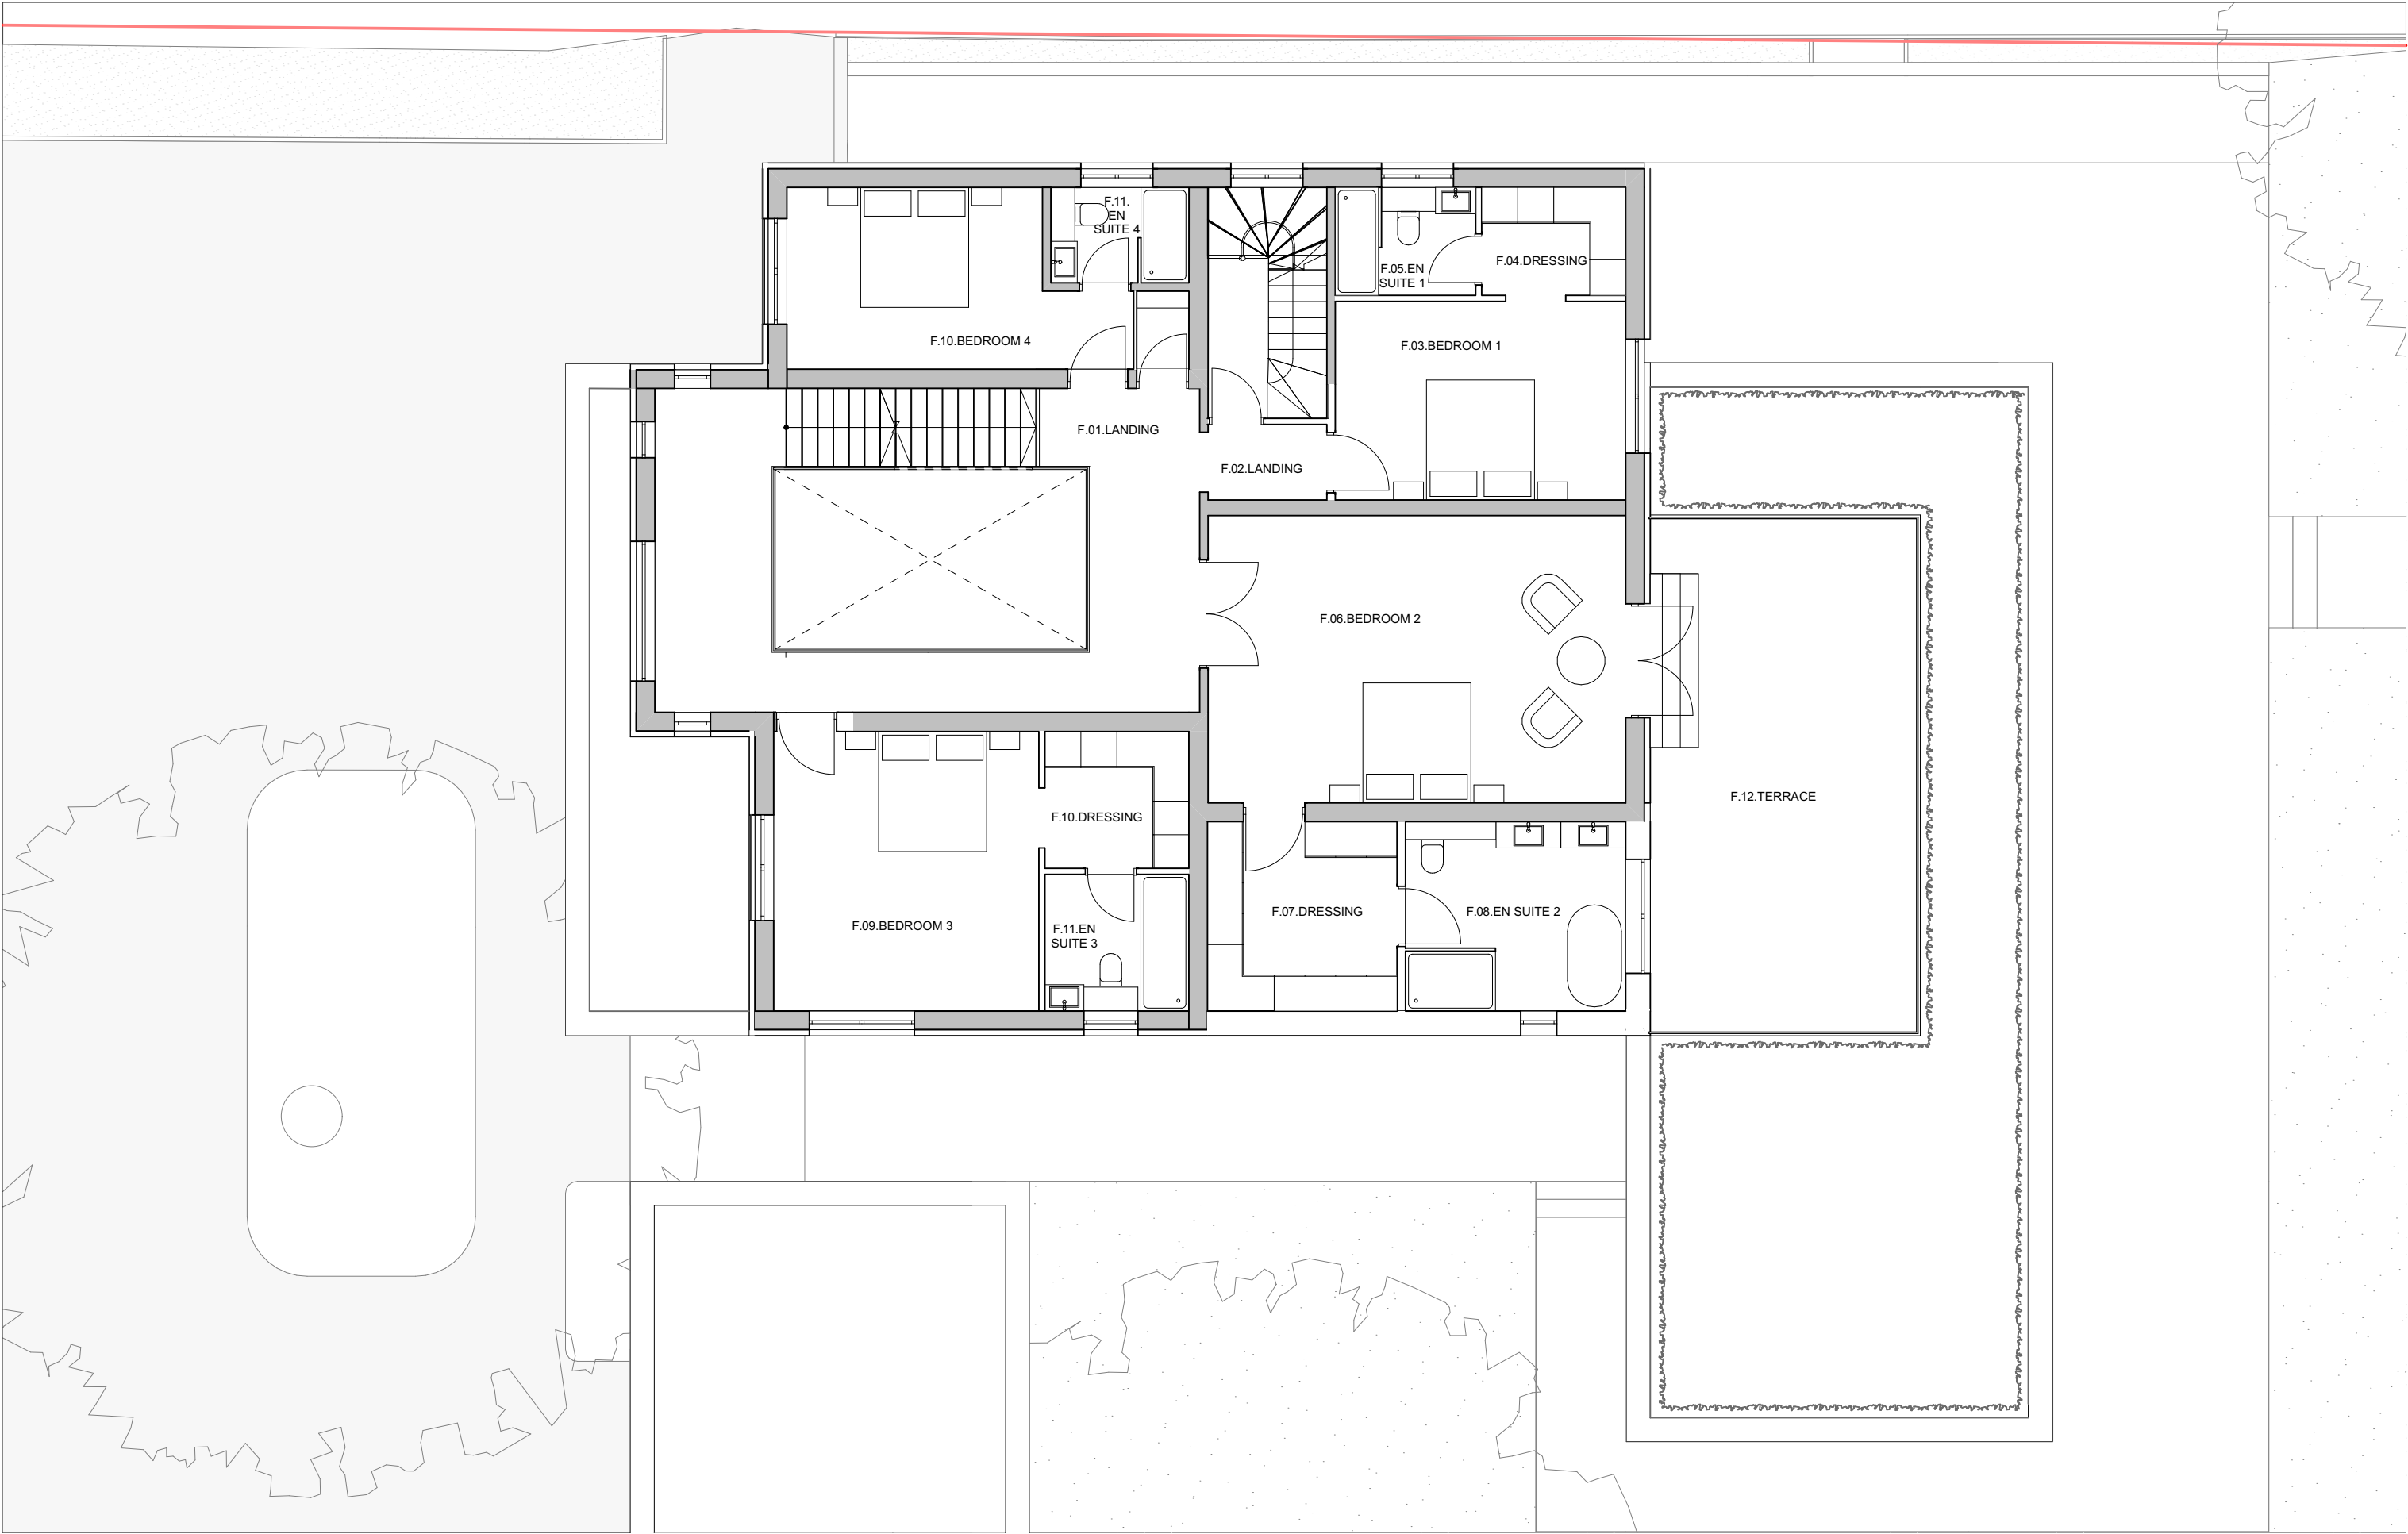 F.11.
EN
SUITE 4
F.05.EN
SUITE 1
F.04.DRESSING
F.10.BEDROOM 4
F.03.BEDROOM 1
F.01.LANDING
F.02.LANDING
F.06.BEDROOM 2
F.12.TERRACE
F.10.DRESSING
F.09.BEDROOM 3
F.11.EN
SUITE 3
F.07.DRESSING
F.08.EN SUITE 2